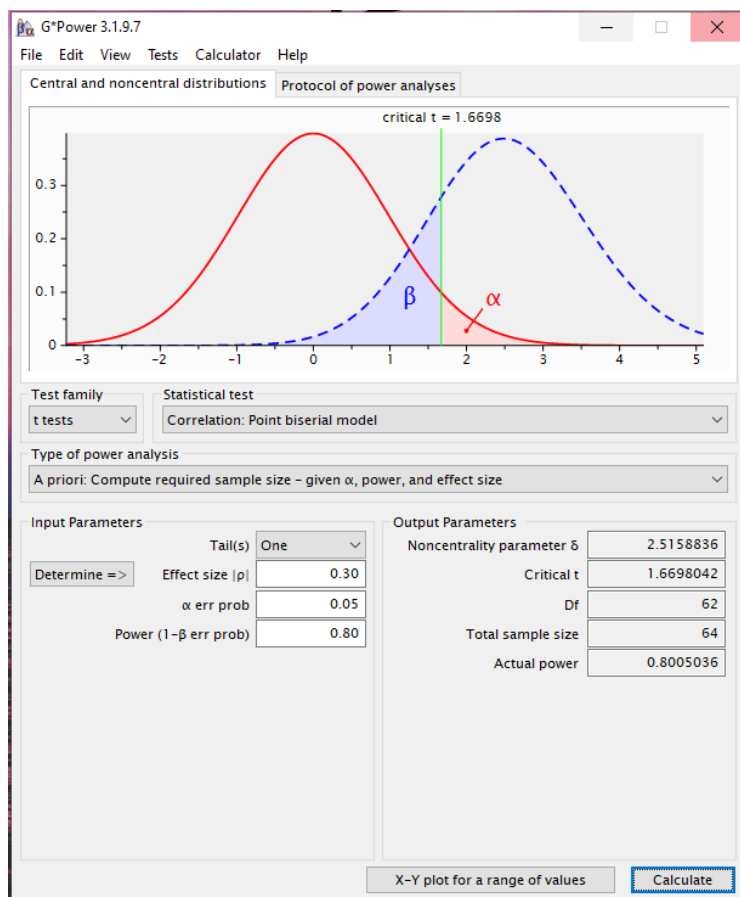 G*Power 3.1.9.7
File Edit View Tests Calculator Help
Central and noncentral distributions Protocol of power analyses
critical t = 1.6698
0.3
0.2
0.1
0
β α
-3 -2 -1 0 1 2 3 4 5
Test family Statistical test
t tests Correlation: Point biserial model
Type of power analysis
A priori: Compute required sample size – given α, power, and effect size
Input Parameters Output Parameters
Tail(s) One Noncentrality parameter δ 2.5158836
Determine => Effect size |ρ| 0.30 Critical t 1.6698042
α err prob 0.05 Df 62
Power (1-β err prob) 0.80 Total sample size 64
Actual power 0.8005036
X-Y plot for a range of values Calculate